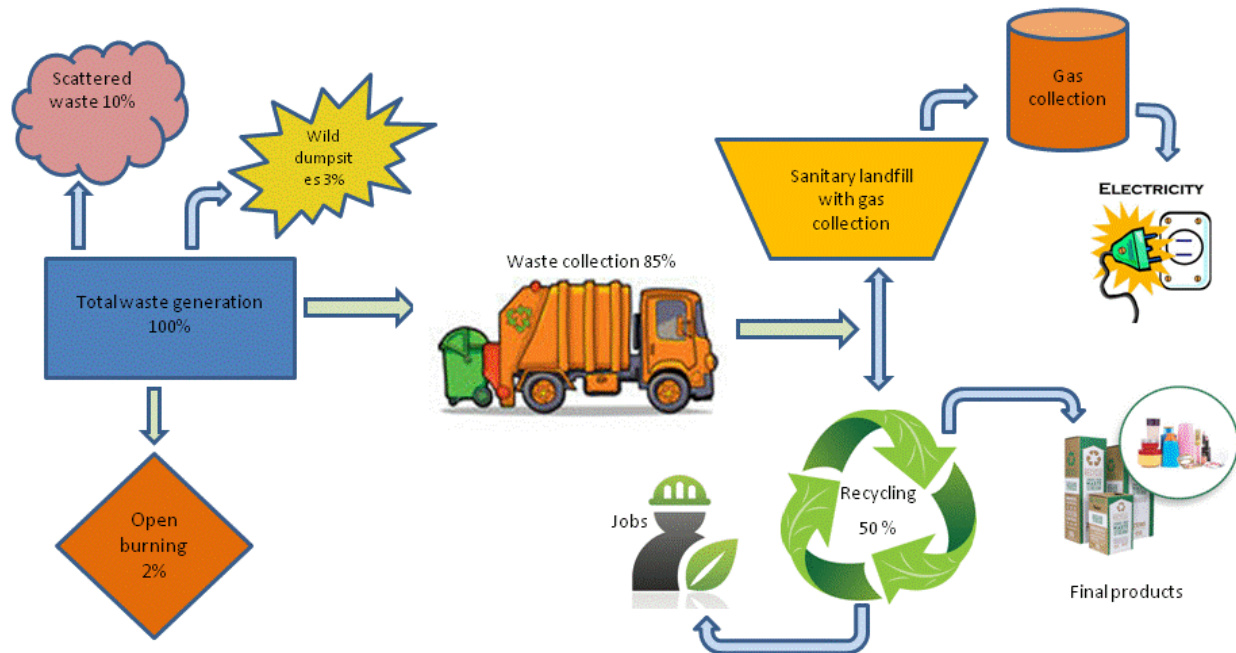 Scattered
waste 10%
Wild
dumpsit
es 3%
Total waste generation
100%
Open
burning
2%
Waste collection 85%
Sanitary landfill
with gas
collection
Gas
collection
ELECTRICITY
Recycling
50 %
Jobs
Final products